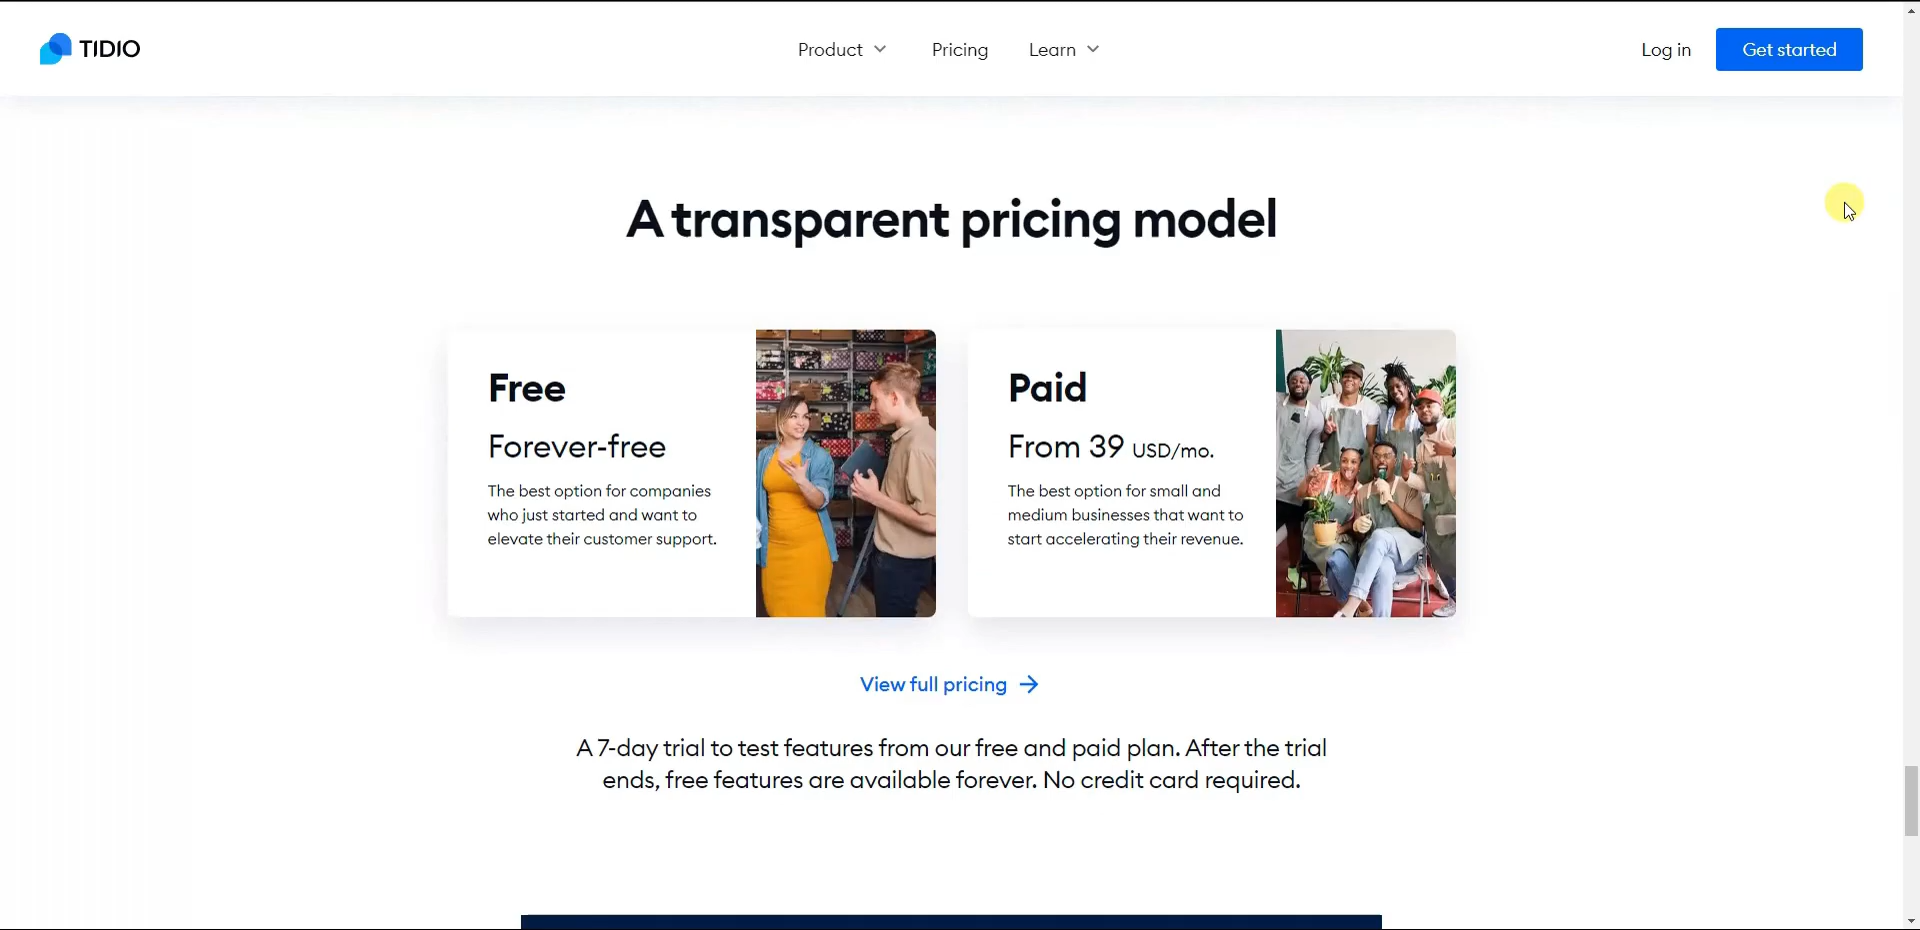 TIDIO
Product
Pricing
Learn
Log in
Get started
A transparent pricing model
Free
Forever-free
The best option for companies
who just started and want to
elevate their customer support.
Paid
From 39 USD/mo.
The best option for small and
medium businesses that want to
start accelerating their revenue.
View full pricing
A 7-day trial to test features from our free and paid plan. After the trial
ends, free features are available forever. No credit card required.